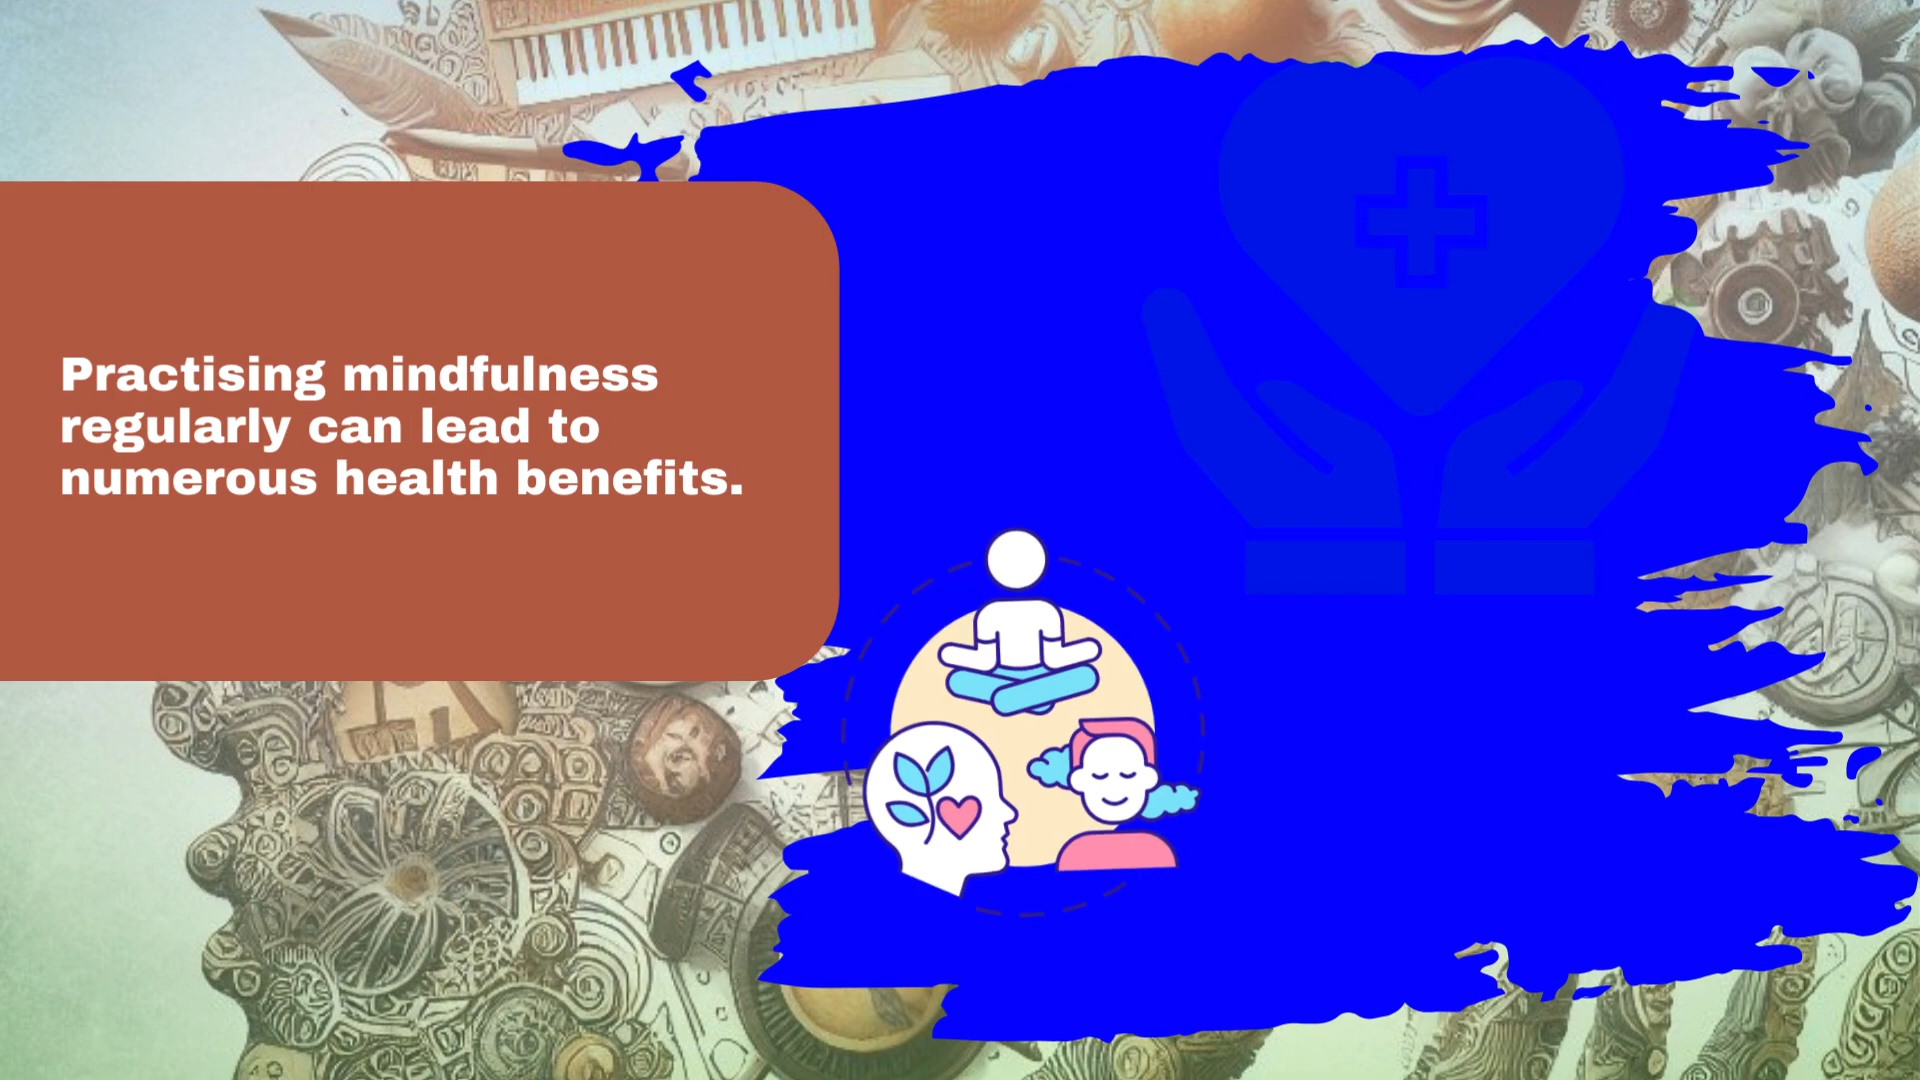 Practising mindfulness
regularly can lead to
numerous health benefits.